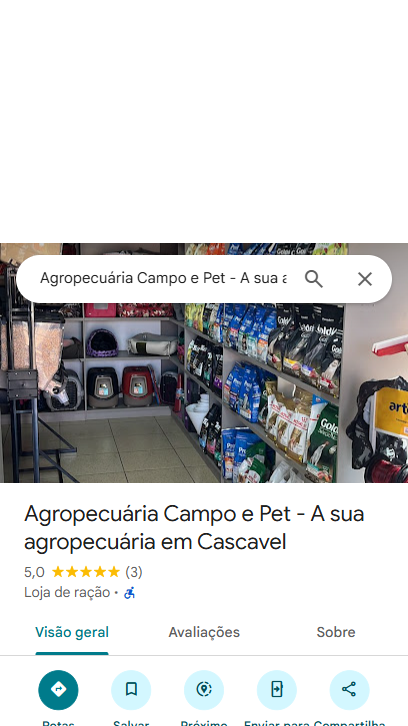 Agropecuária Campo e Pet - A sua a
Agropecuária Campo e Pet - A sua
agropecuária em Cascavel
5,0 ★★★★★ (3)
Loja de ração ·
Visão geral Avaliações Sobre
Rotas Salvar Próximo Enviar para Compartilha